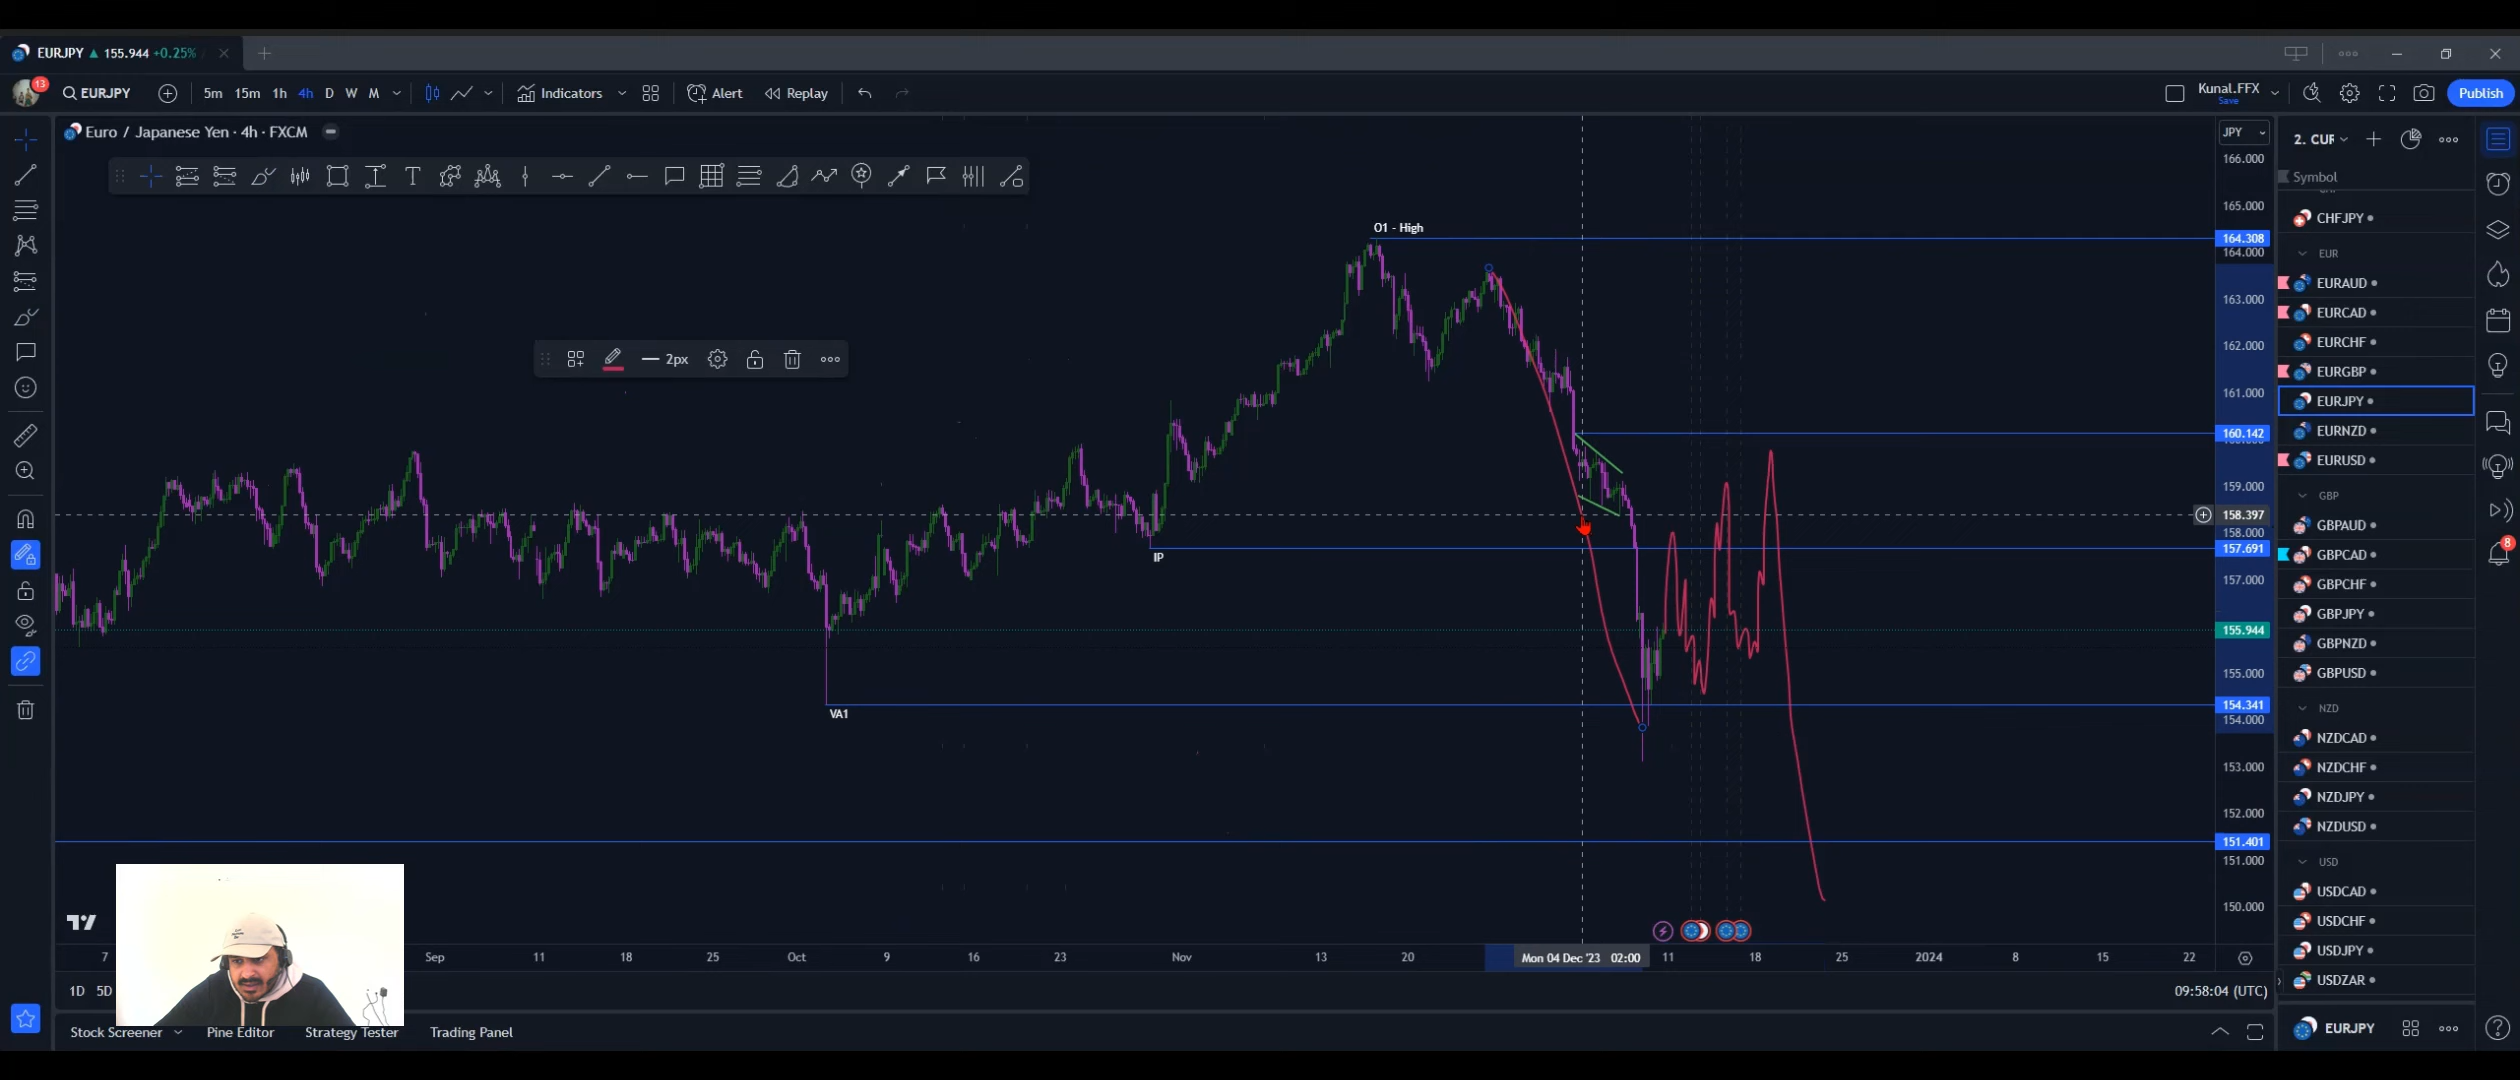 EURJPY ▲ 155.944 +0.25%
13
EURJPY
5m 15m 1h 4h D W M
Indicators
Alert
Replay
Kunal.FFX
Save
Publish
Euro / Japanese Yen · 4h · FXCM
JPY
2. CUR
Symbol
2px
O1 - High
IP
VA1
166.000
165.000
164.308
164.000
163.000
162.000
161.000
160.142
159.000
158.397
158.000
157.691
157.000
155.944
155.000
154.341
154.000
153.000
152.000
151.401
151.000
150.000
CHFJPY
EUR
EURAUD
EURCAD
EURCHF
EURGBP
EURJPY
EURNZD
EURUSD
GBP
GBPAUD
GBPCAD
GBPCHF
GBPJPY
GBPNZD
GBPUSD
NZD
NZDCAD
NZDCHF
NZDJPY
NZDUSD
USD
USDCAD
USDCHF
USDJPY
USDZAR
8
7 Sep 11 18 25 Oct 9 16 23 Nov 13 20 Mon 04 Dec '23 02:00 11 18 25 2024 8 15 22
1D 5D
09:58:04 (UTC)
Stock Screener Pine Editor Strategy Tester Trading Panel
EURJPY